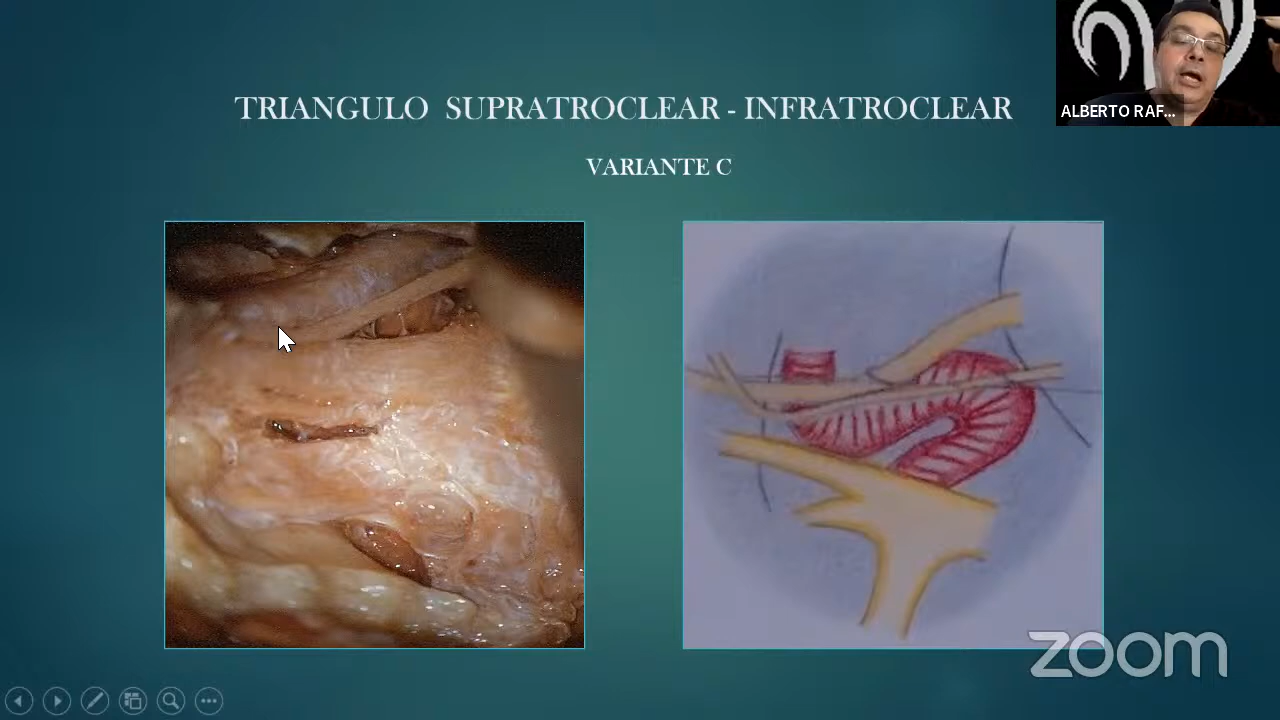 TRIANGULO SUPRATROCLEAR - INFRATROCLEAR
VARIANTE C
ALBERTO RAF...
zoom